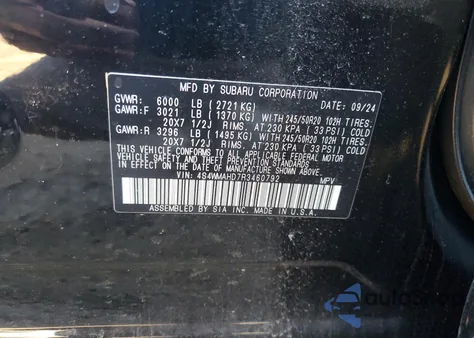 MFD BY SUBARU CORPORATION
GVWR: 6000 LB (2721 KG) 09/24
GAWR:F 3021 LB (1370 KG) WITH 245/50R20 102H TIRES,
20X7 1/2J RIMS, AT 230 KPA (33 PSI) COLD
GAWR:R 3296 LB (1495 KG) WITH 245/50R20 102H TIRES,
20X7 1/2J RIMS, AT 230 KPA (33 PSI) COLD
THIS VEHICLE CONFORMS TO ALL APPLICABLE FEDERAL MOTOR
VEHICLE SAFETY AND THEFT PREVENTION STANDARDS
IN EFFECT ON THE DATE OF MANUFACTURE SHOWN ABOVE.
VIN: 4S4WMAHD7R3460792 MPV
ASSEMBLED BY SIA INC. MADE IN U.S.A.
AutoShop